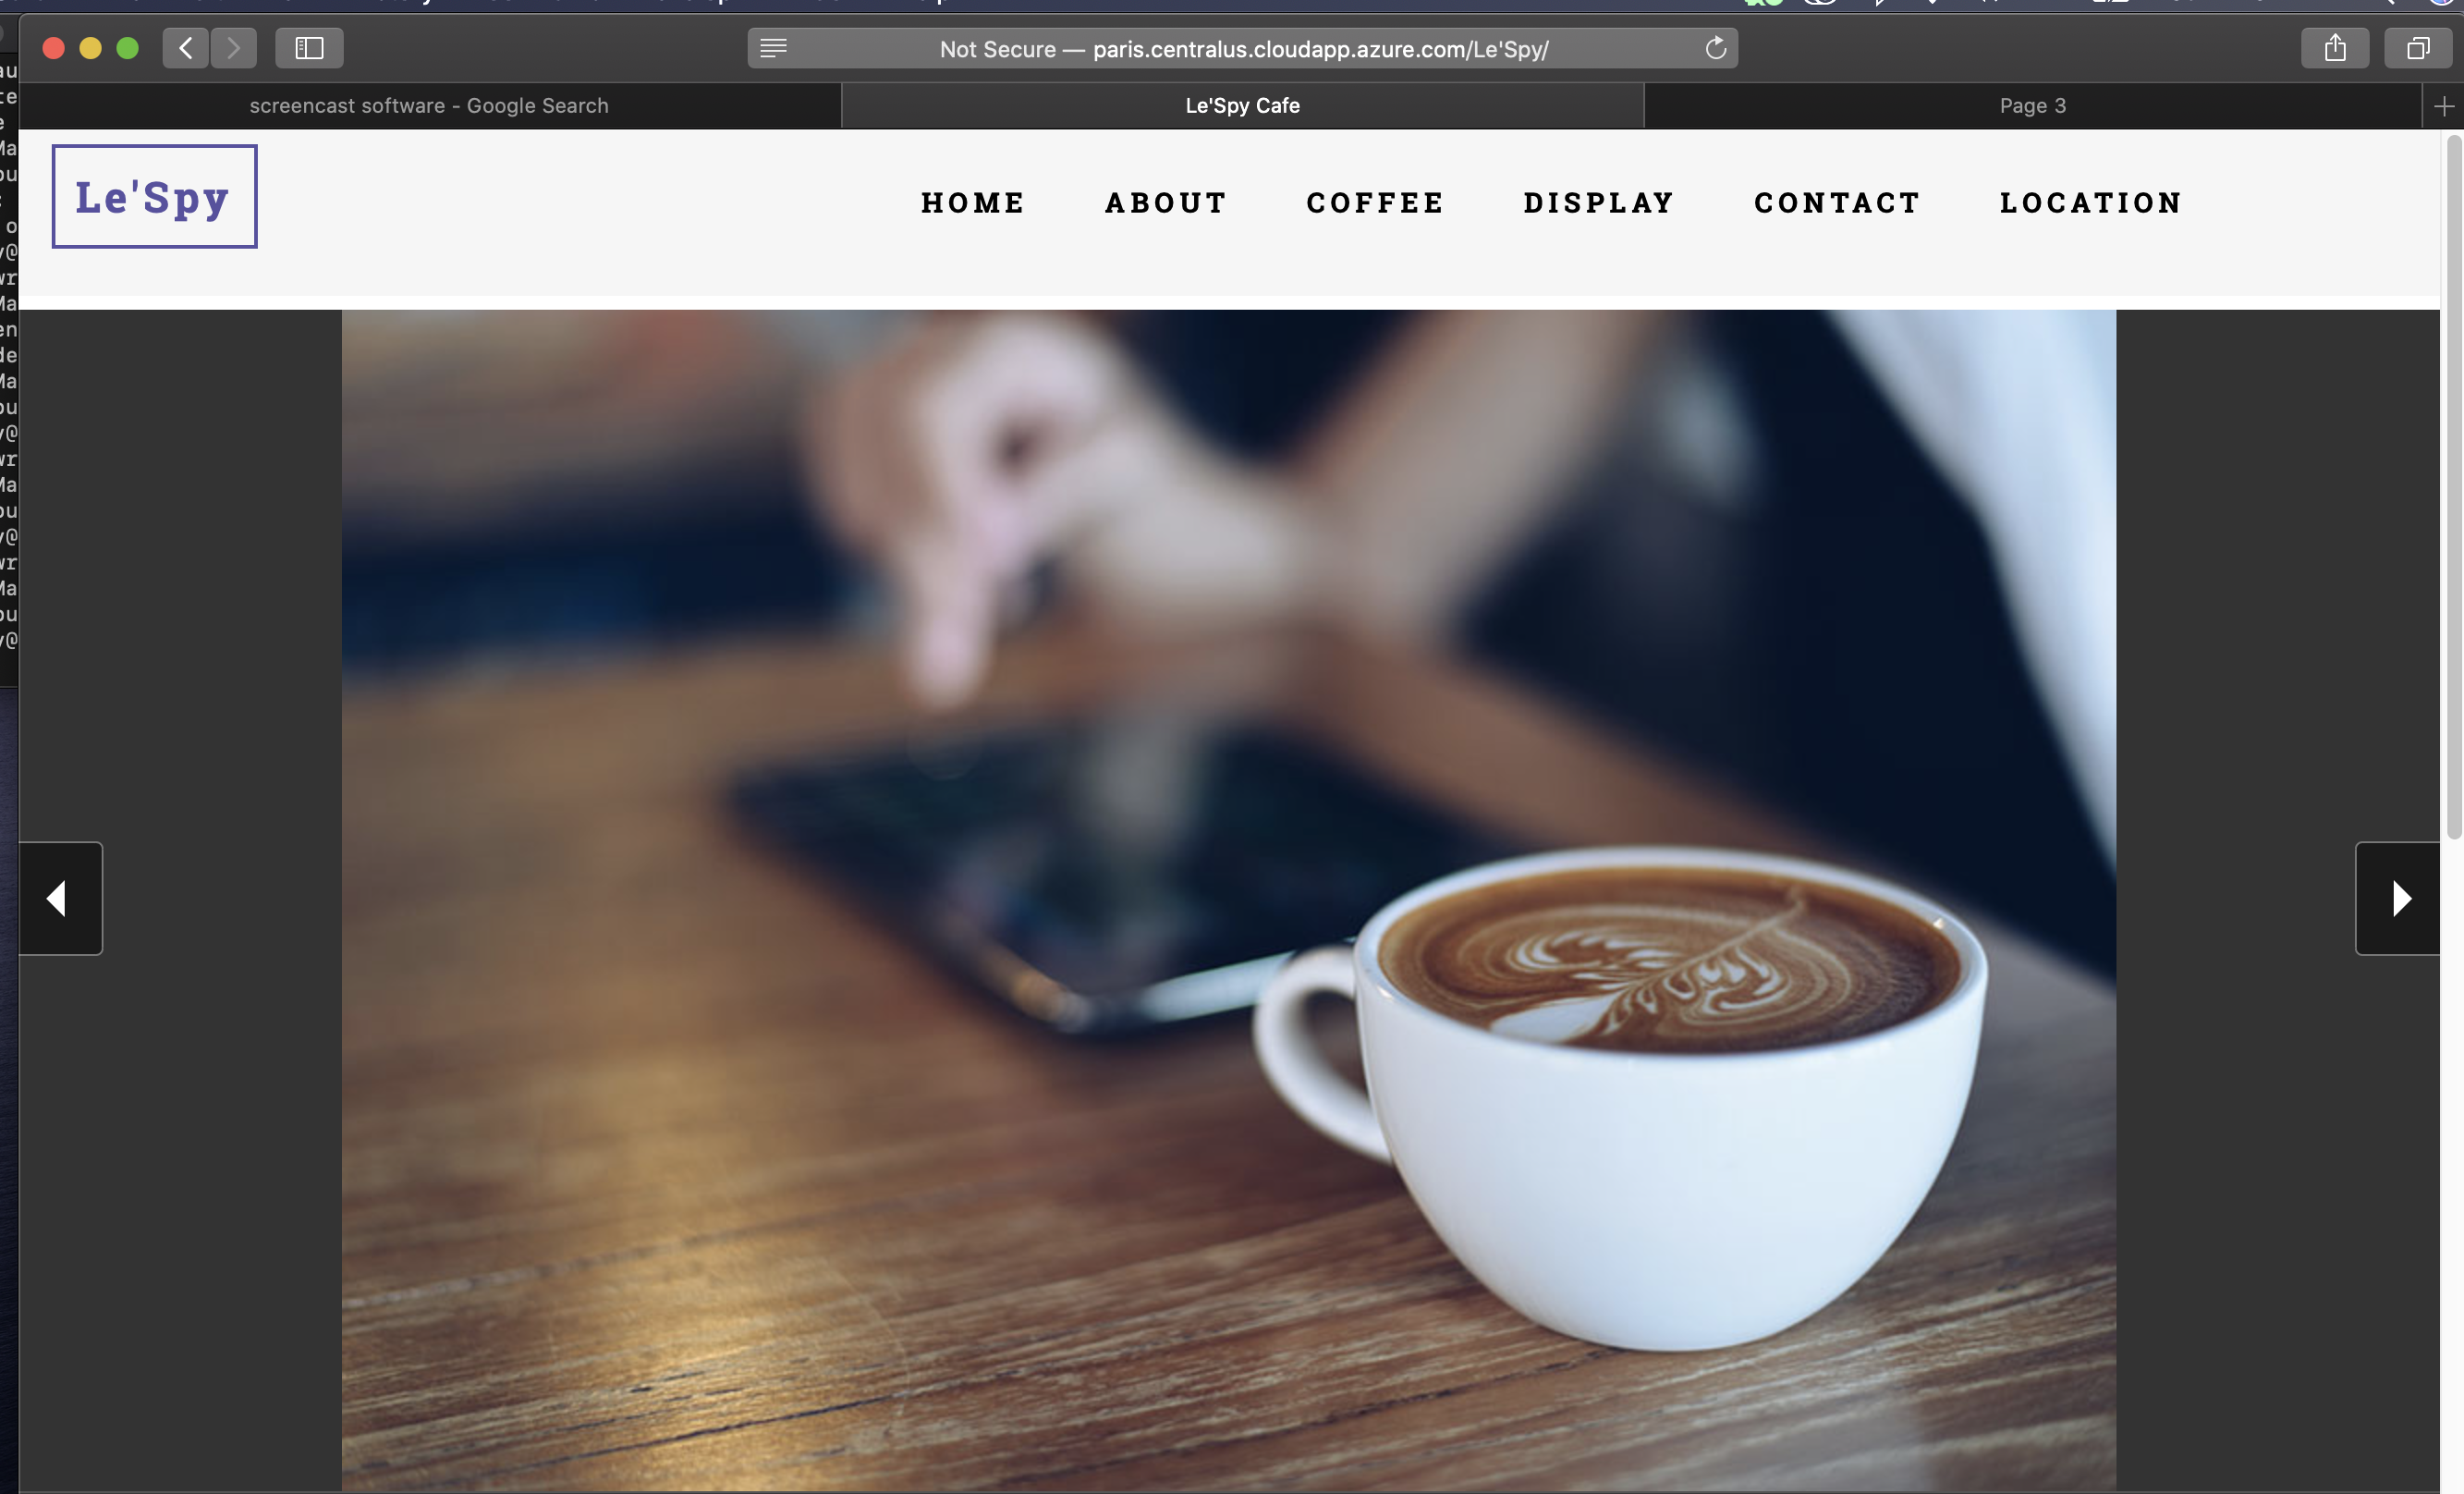 Not Secure — paris.centralus.cloudapp.azure.com/Le'Spy/
screencast software - Google Search
Le'Spy Cafe
Page 3
Le'Spy
HOME ABOUT COFFEE DISPLAY CONTACT LOCATION